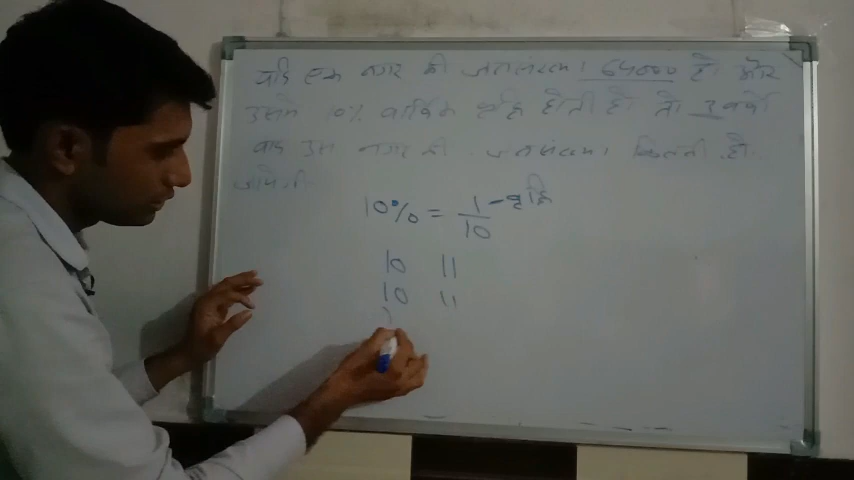 यदि एक नगर की जनसंख्या 64000 है। और
उसमे 10% वार्षिक वृद्धि होती हो तो 3 वर्षो
बाद उस नगर की जनसंख्या कितनी हो
जायेगी
10% = 1/10 - वृद्धि
10 11
10 11